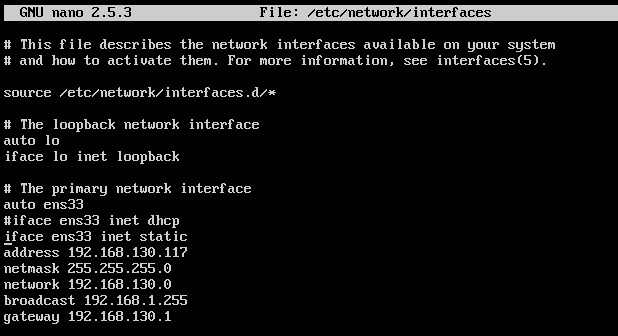 GNU nano 2.5.3 File: /etc/network/interfaces
# This file describes the network interfaces available on your system
# and how to activate them. For more information, see interfaces(5).
source /etc/network/interfaces.d/*
# The loopback network interface
auto lo
iface lo inet loopback
# The primary network interface
auto ens33
#iface ens33 inet dhcp
iface ens33 inet static
address 192.168.130.117
netmask 255.255.255.0
network 192.168.130.0
broadcast 192.168.1.255
gateway 192.168.130.1